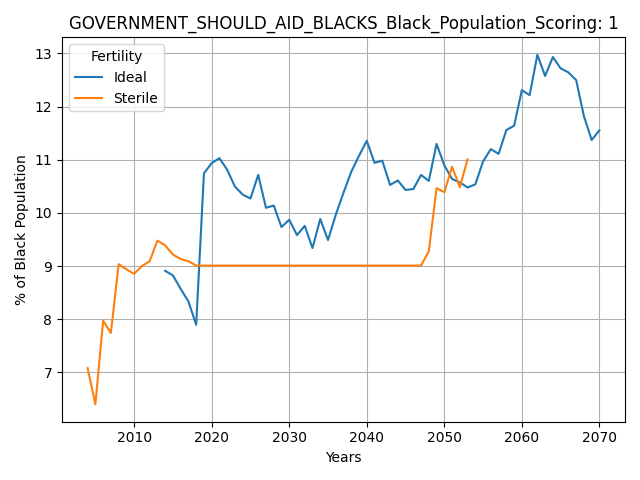 GOVERNMENT_SHOULD_AID_BLACKS_Black_Population_Scoring: 1
Fertility
Ideal
Sterile
% of Black Population
13
12
11
10
9
8
7
2010 2020 2030 2040 2050 2060 2070
Years